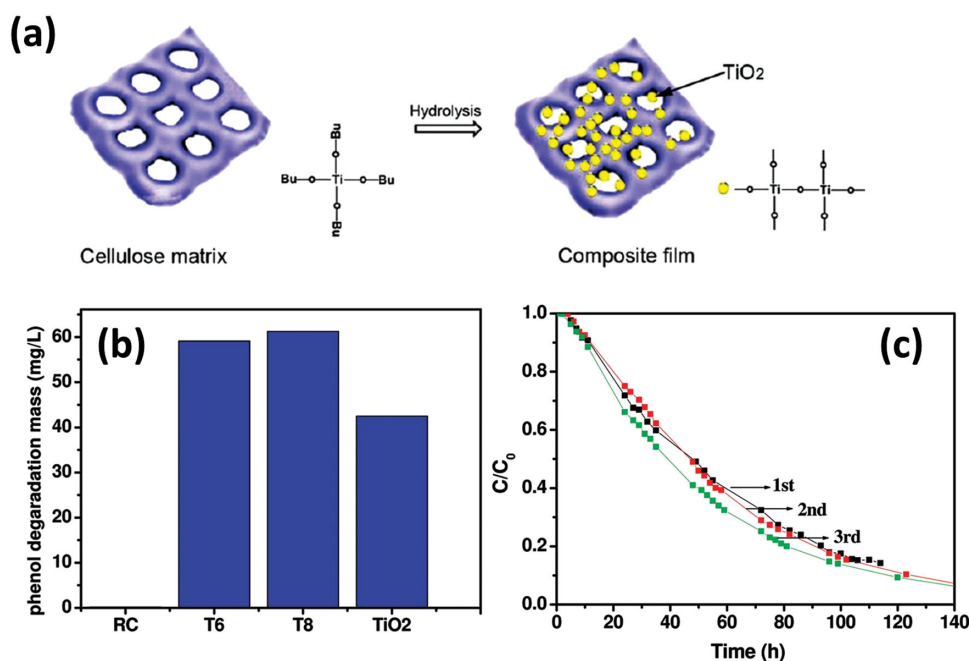 (a)
TiO2
Hydrolysis
Bu
O
Bu—O—Ti—O—Bu
O
Bu
O—Ti—O—Ti—O
O O
Cellulose matrix
Composite film
(b)
phenol degaradation mass (mg/L)
60
50
40
30
20
10
0
RC T6 T8 TiO2
(c)
C/C0
1.0
0.8
0.6
0.4
0.2
0.0
1st
2nd
3rd
0 20 40 60 80 100 120 140
Time (h)